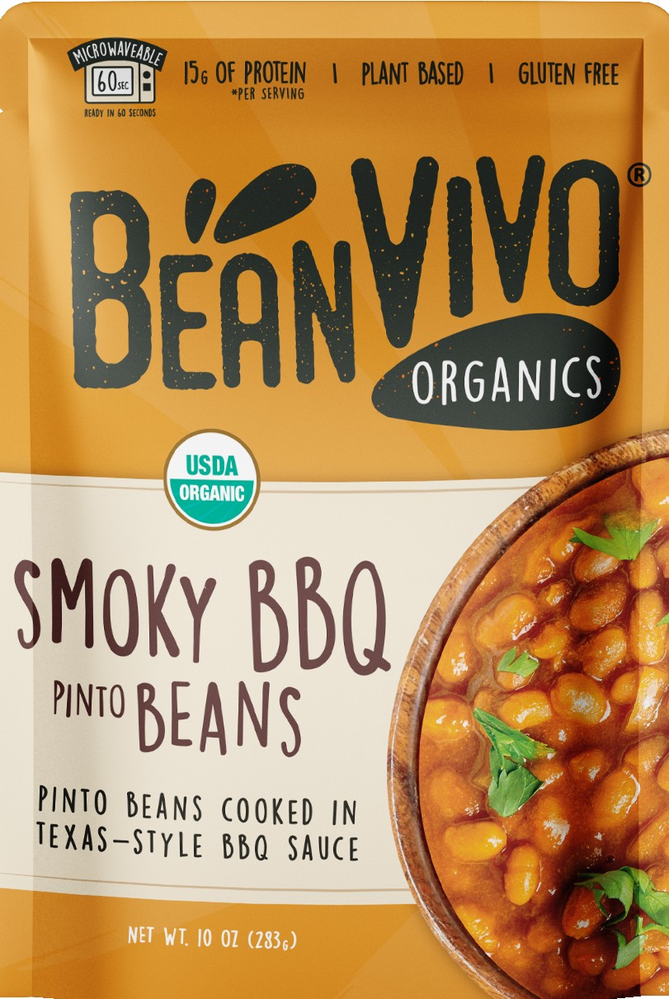 MICROWAVEABLE
60 SEC
READY IN 60 SECONDS
15G OF PROTEIN | PLANT BASED | GLUTEN FREE
*PER SERVING
BEANVIVO®
ORGANICS
USDA
ORGANIC
SMOKY BBQ
PINTO BEANS
PINTO BEANS COOKED IN
TEXAS-STYLE BBQ SAUCE
NET WT. 10 OZ (283G)